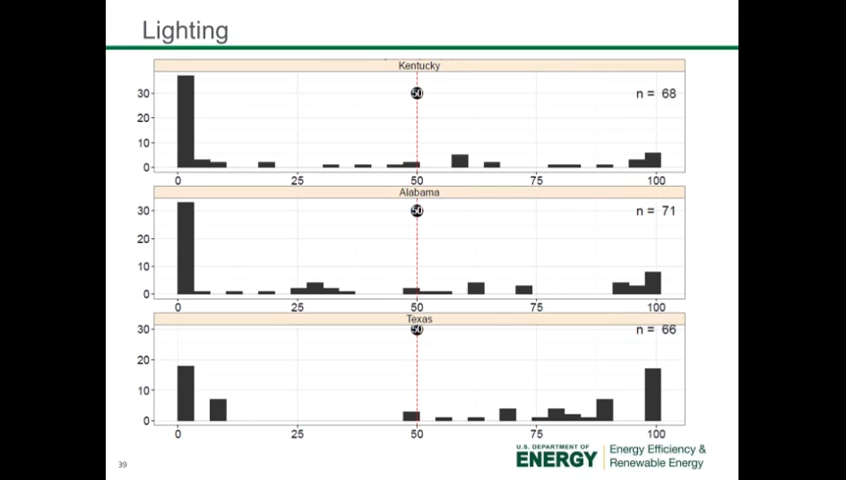 Lighting
Kentucky
50
n = 68
30
20
10
0
0 25 50 75 100
Alabama
50
n = 71
30
20
10
0
0 25 50 75 100
Texas
50
n = 66
30
20
10
0
0 25 50 75 100
39
U.S. DEPARTMENT OF
ENERGY
Energy Efficiency &
Renewable Energy